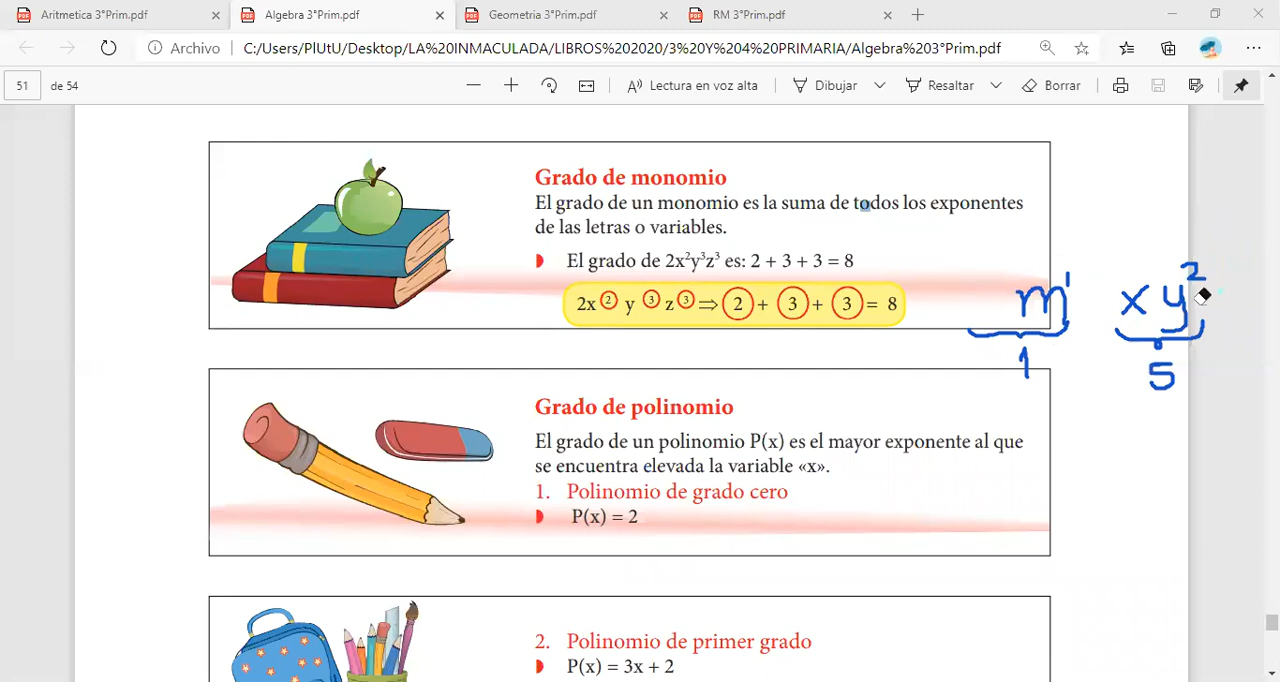 Aritmetica 3°Prim.pdf
Algebra 3°Prim.pdf
Geometria 3°Prim.pdf
RM 3°Prim.pdf
Archivo
C:/Users/PlUtU/Desktop/LA%20INMACULADA/LIBROS%202020/3%20Y%204%20PRIMARIA/Algebra%203°Prim.pdf
51 de 54
Lectura en voz alta
Dibujar
Resaltar
Borrar
Grado de monomio
El grado de un monomio es la suma de todos los exponentes
de las letras o variables.
El grado de 2x²y³z³ es: 2 + 3 + 3 = 8
2x ② y ③ z ③ ⇒ ② + ③ + ③ = 8
m¹
1
xy²
5
Grado de polinomio
El grado de un polinomio P(x) es el mayor exponente al que
se encuentra elevada la variable «x».
1. Polinomio de grado cero
P(x) = 2
2. Polinomio de primer grado
P(x) = 3x + 2